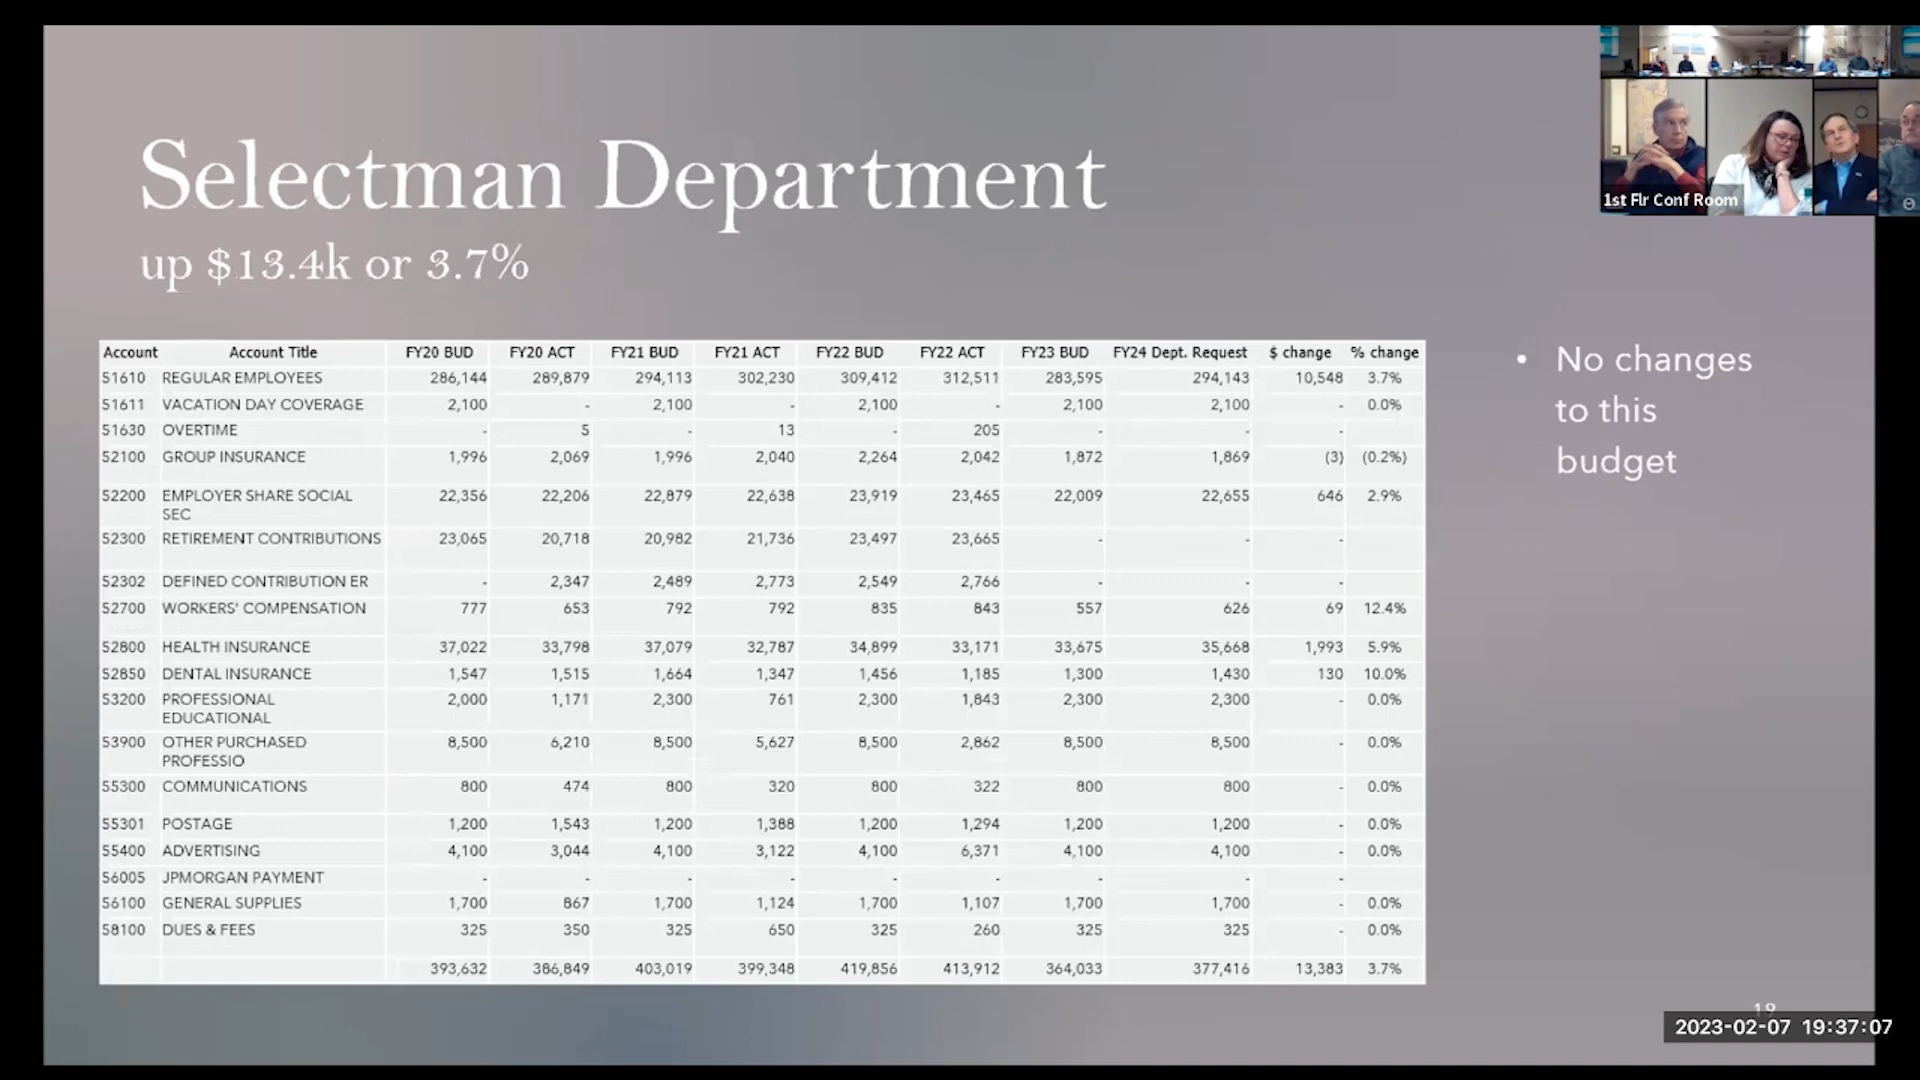 1st Flr Conf Room
Selectman Department
up $13.4k or 3.7%
Account Account Title FY20 BUD FY20 ACT FY21 BUD FY21 ACT FY22 BUD FY22 ACT FY23 BUD FY24 Dept. Request $ change % change
51610 REGULAR EMPLOYEES 286,144 289,879 294,113 302,230 309,412 312,511 283,595 294,143 10,548 3.7%
51611 VACATION DAY COVERAGE 2,100 - 2,100 - 2,100 - 2,100 2,100 - 0.0%
51630 OVERTIME - 5 - 13 - 205 - - -
52100 GROUP INSURANCE 1,996 2,069 1,996 2,040 2,264 2,042 1,872 1,869 (3) (0.2%)
52200 EMPLOYER SHARE SOCIAL 22,356 22,206 22,879 22,638 23,919 23,465 22,009 22,655 646 2.9%
SEC
52300 RETIREMENT CONTRIBUTIONS 23,065 20,718 20,982 21,736 23,497 23,665 - - -
52302 DEFINED CONTRIBUTION ER - 2,347 2,489 2,773 2,549 2,766 - - -
52700 WORKERS' COMPENSATION 777 653 792 792 835 843 557 626 69 12.4%
52800 HEALTH INSURANCE 37,022 33,798 37,079 32,787 34,899 33,171 33,675 35,668 1,993 5.9%
52850 DENTAL INSURANCE 1,547 1,515 1,664 1,347 1,456 1,185 1,300 1,430 130 10.0%
53200 PROFESSIONAL 2,000 1,171 2,300 761 2,300 1,843 2,300 2,300 - 0.0%
EDUCATIONAL
53900 OTHER PURCHASED 8,500 6,210 8,500 5,627 8,500 2,862 8,500 8,500 - 0.0%
PROFESSIO
55300 COMMUNICATIONS 800 474 800 320 800 322 800 800 - 0.0%
55301 POSTAGE 1,200 1,543 1,200 1,388 1,200 1,294 1,200 1,200 - 0.0%
55400 ADVERTISING 4,100 3,044 4,100 3,122 4,100 6,371 4,100 4,100 - 0.0%
56005 JPMORGAN PAYMENT - - - - - - - - -
56100 GENERAL SUPPLIES 1,700 867 1,700 1,124 1,700 1,107 1,700 1,700 - 0.0%
58100 DUES & FEES 325 350 325 650 325 260 325 325 - 0.0%
393,632 386,849 403,019 399,348 419,856 413,912 364,033 377,416 13,383 3.7%
• No changes
to this
budget
19
2023-02-07 19:37:07